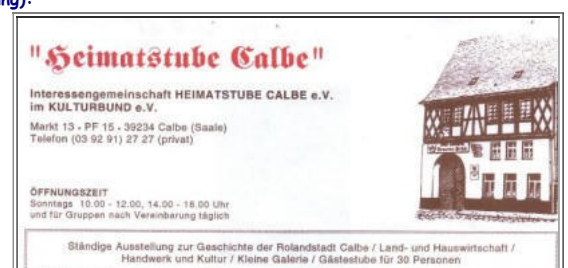 ng):
"Heimatstube Calbe"
Interessengemeinschaft HEIMATSTUBE CALBE e.V.
im KULTURBUND e.V.
Markt 13 - PF 15 - 39234 Calbe (Saale)
Telefon (03 92 91) 27 27 (privat)
ÖFFNUNGSZEIT
Sonntags 10.00 - 12.00, 14.00 - 16.00 Uhr
und für Gruppen nach Vereinbarung täglich
Ständige Ausstellung zur Geschichte der Rolandstadt Calbe / Land- und Hauswirtschaft /
Handwerk und Kultur / Kleine Galerie / Gästestube für 30 Personen